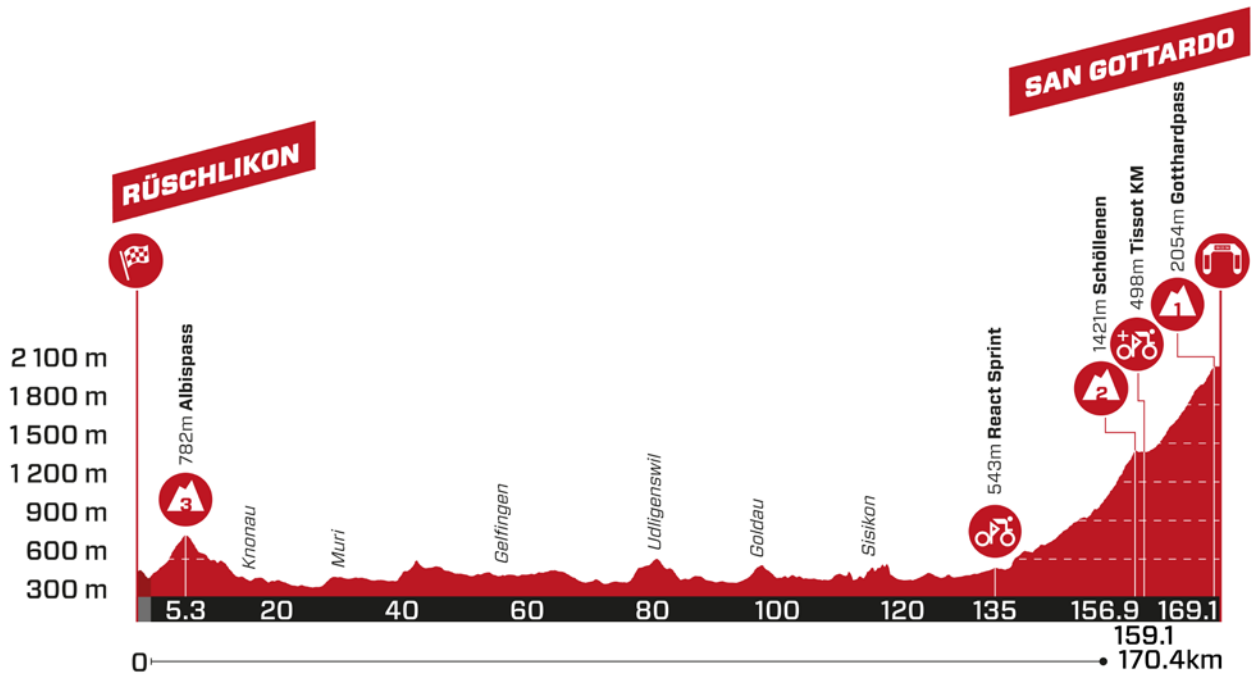 SAN GOTTARDO
RÜSCHLIKON
2054m Gotthardpass
498m Tissot KM
1421m Schöllenen
543m React Sprint
782m Albispass
1
2
3
2 100 m
1 800 m
1 500 m
1 200 m
900 m
600 m
300 m
Knonau
Muri
Gelfingen
Udligenswil
Goldau
Sisikon
5.3 20 40 60 80 100 120 135 156.9 169.1
159.1
0 170.4km